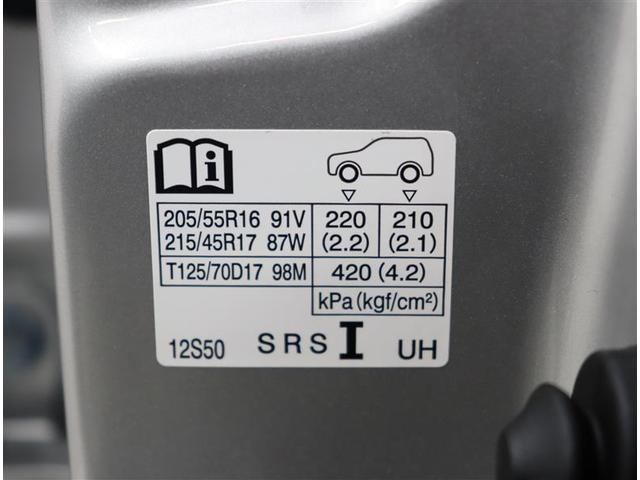 205/55R16 91V 220 210
215/45R17 87W (2.2) (2.1)
T125/70D17 98M 420 (4.2)
kPa (kgf/cm²)
12S50 SRS I UH